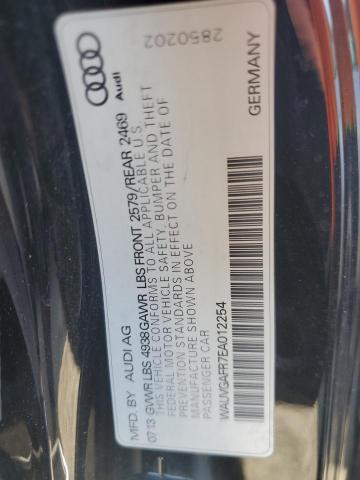 Audi
2850202
MFD. BY AUDI AG
07 13 GVWR LBS 4938 GAWR LBS FRONT 2579/REAR 2469
THIS VEHICLE CONFORMS TO ALL APPLICABLE U.S.
FEDERAL MOTOR VEHICLE SAFETY, BUMPER AND THEFT
PREVENTION STANDARDS IN EFFECT ON THE DATE OF
MANUFACTURE SHOWN ABOVE
PASSENGER CAR
WAUVGAFR7EA012254
GERMANY